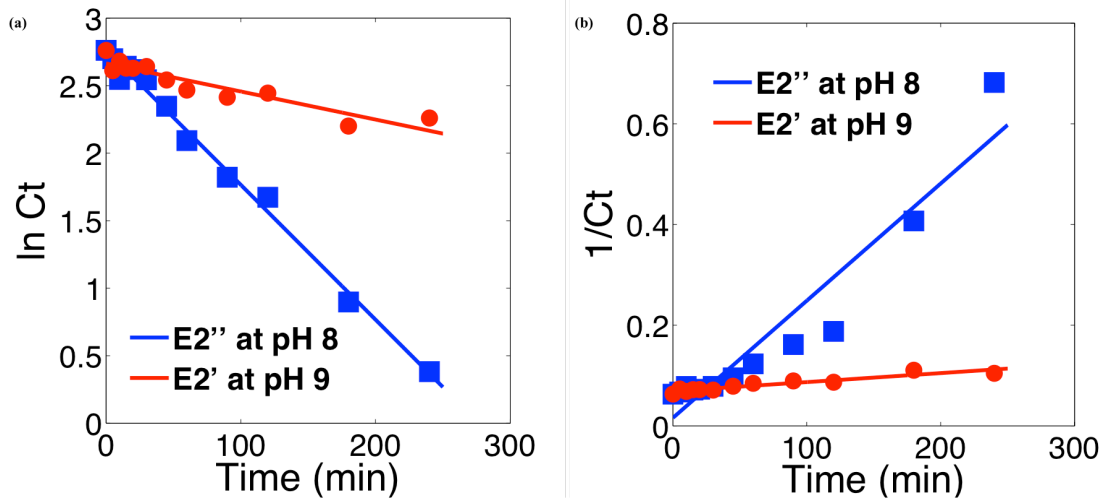 (a)
3
2.5
2
1.5
1
0.5
0
ln Ct
E2’’ at pH 8
E2’ at pH 9
0 100 200 300
Time (min)
(b)
0.8
0.6
0.4
0.2
0
1/Ct
E2’’ at pH 8
E2’ at pH 9
0 100 200 300
Time (min)